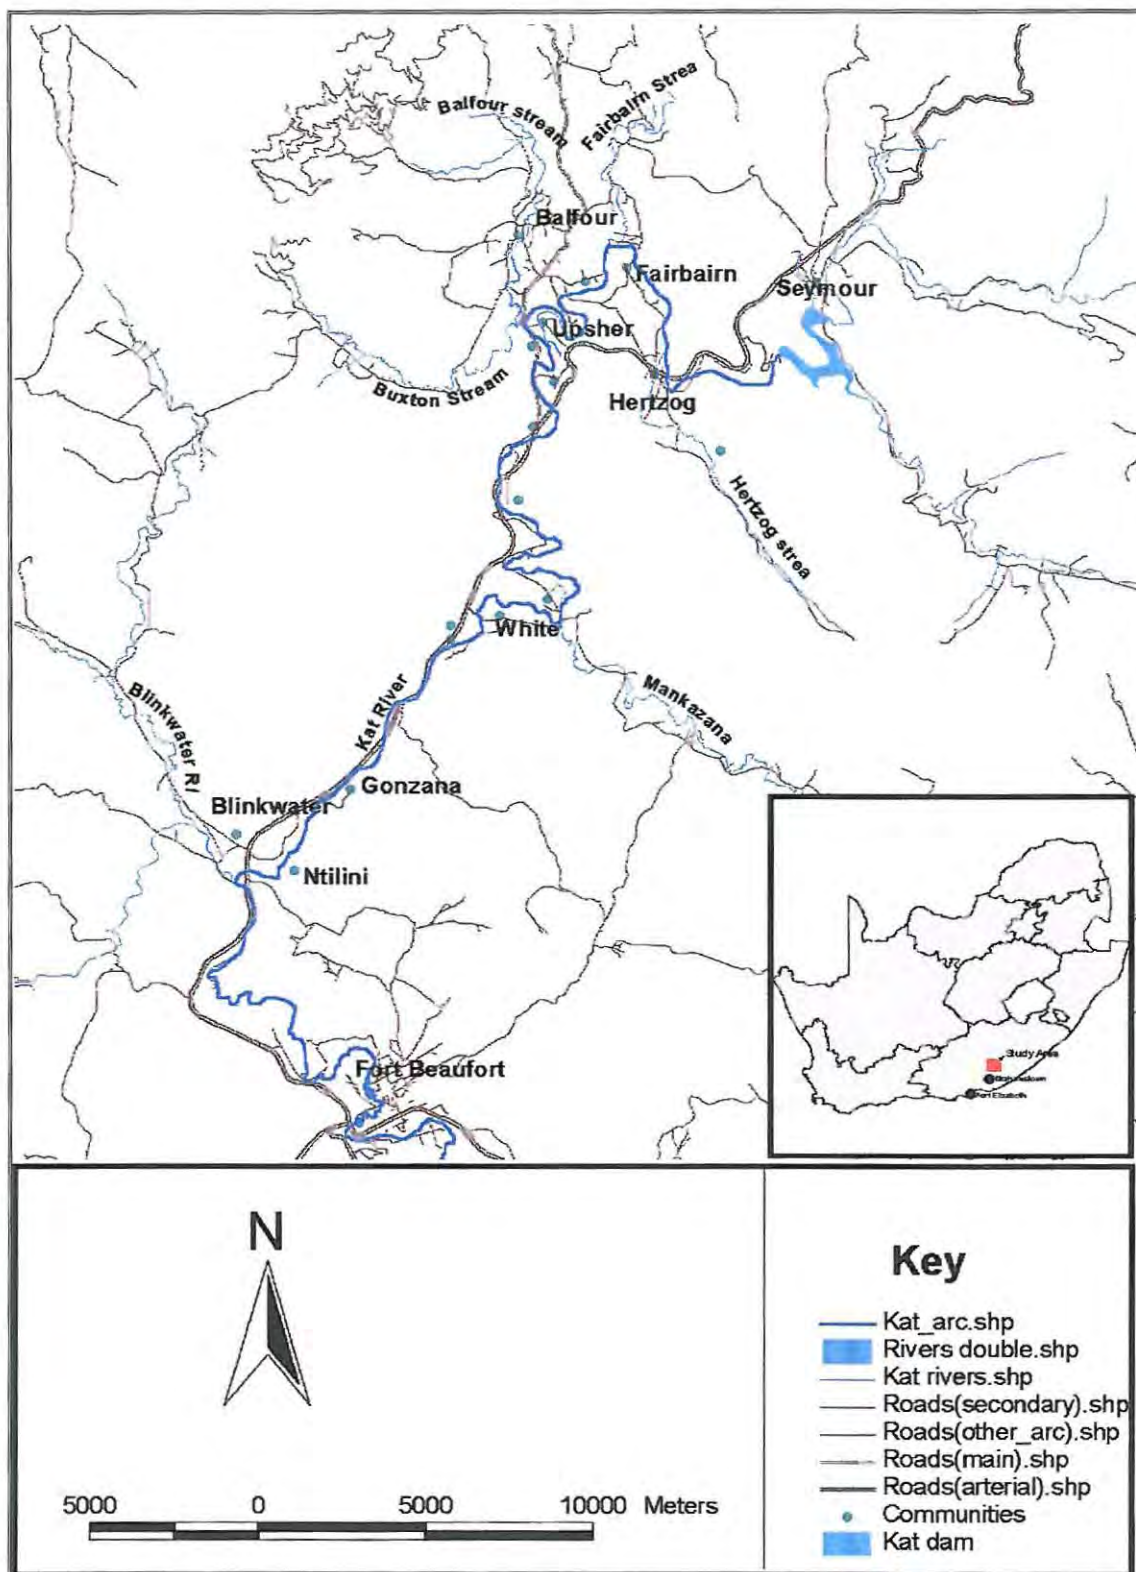 Balfour stream
Fairbairn Strea
Balfour
Fairbairn
Seymour
Upsher
Buxton Stream
Hertzog
Hertzog strea
White
Mankazana
Blinkwater RI
Kat River
Gonzana
Blinkwater
Ntilini
Fort Beaufort
Study Area
Port Elizabeth
N
5000 0 5000 10000 Meters
Key
Kat_arc.shp
Rivers double.shp
Kat rivers.shp
Roads(secondary).shp
Roads(other_arc).shp
Roads(main).shp
Roads(arterial).shp
Communities
Kat dam